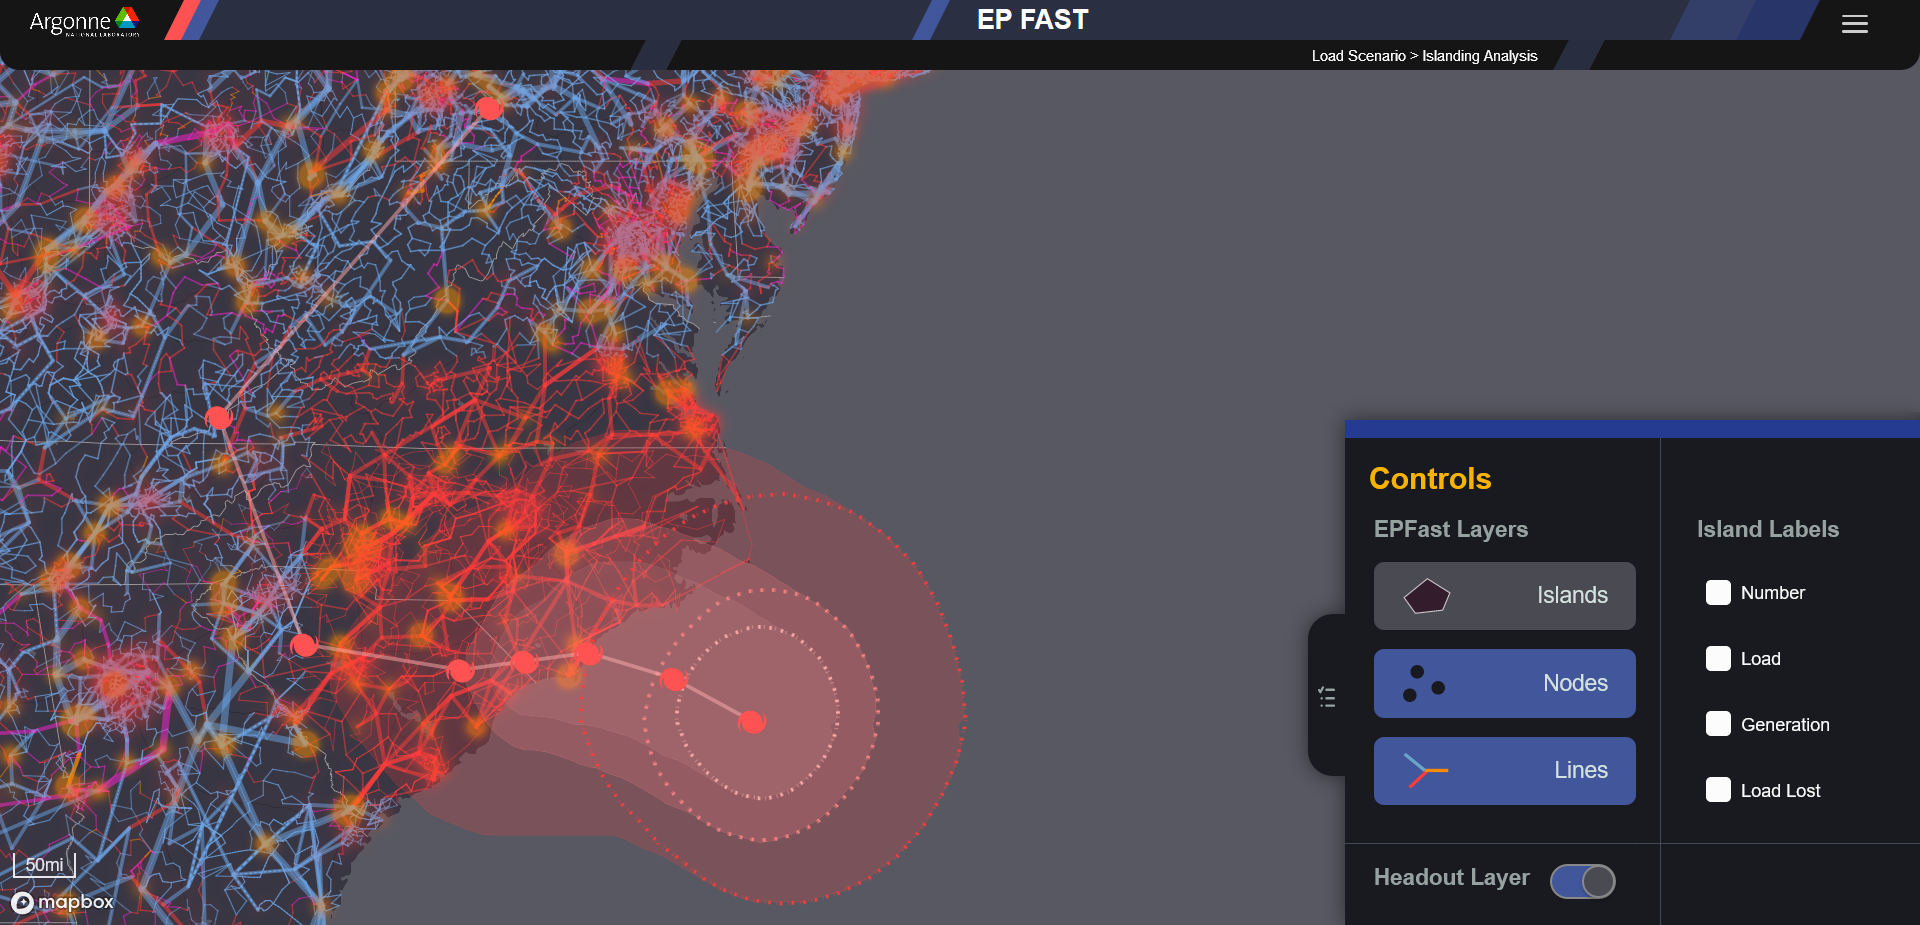 Argonne
NATIONAL LABORATORY
EP FAST
Load Scenario > Islanding Analysis
Controls
EPFast Layers
Islands
Nodes
Lines
Headout Layer
Island Labels
Number
Load
Generation
Load Lost
50mi
mapbox